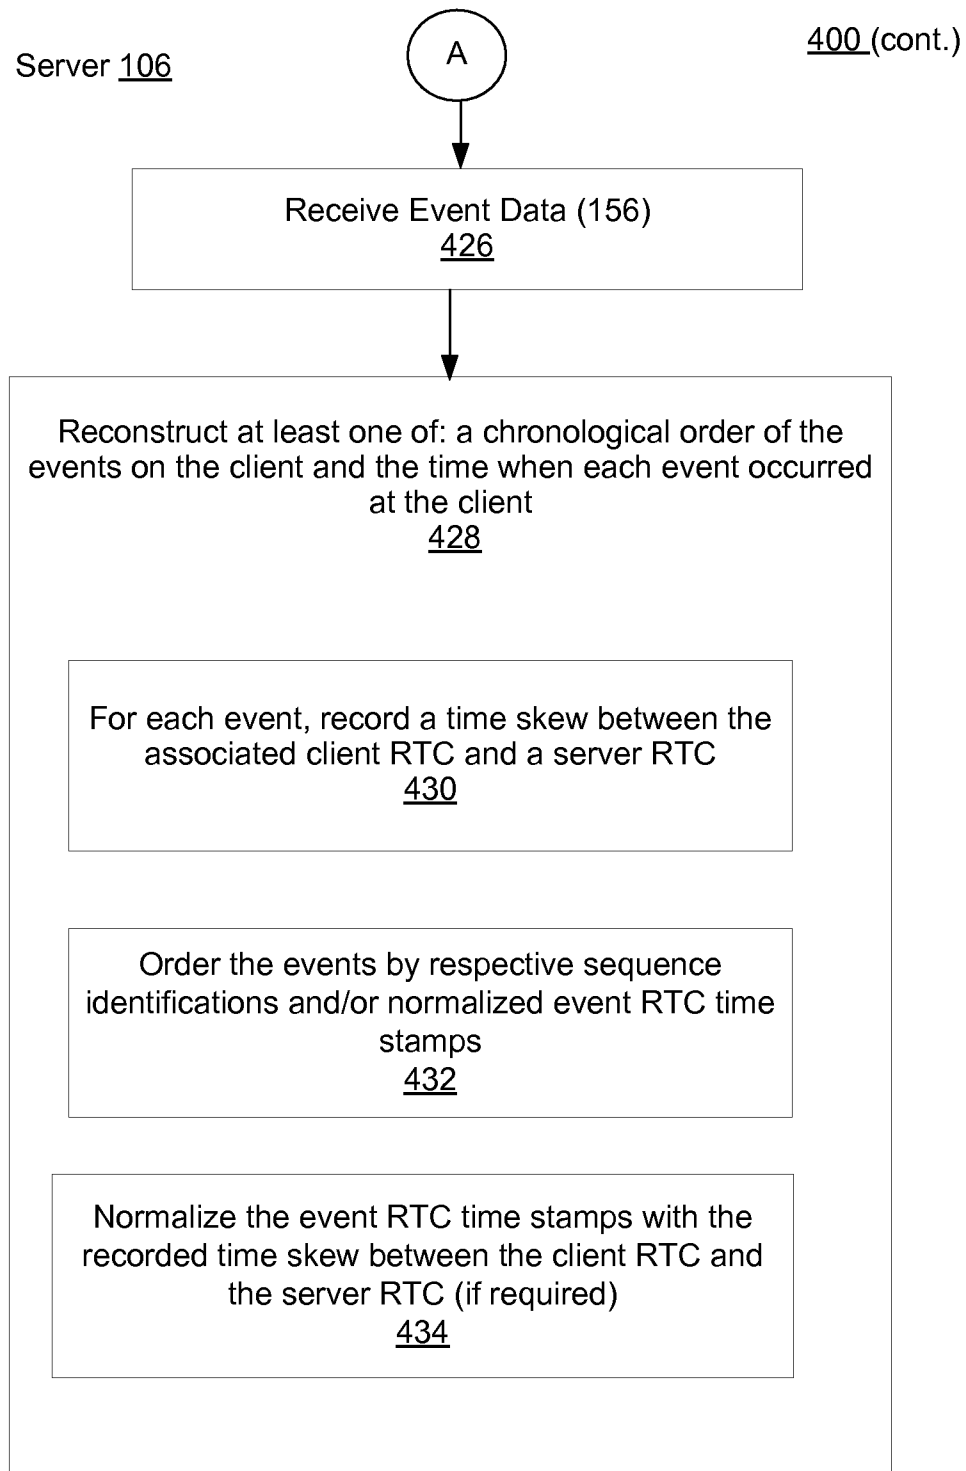 Server 106
A
400 (cont.)
Receive Event Data (156)
426
Reconstruct at least one of: a chronological order of the
events on the client and the time when each event occurred
at the client
428
For each event, record a time skew between the
associated client RTC and a server RTC
430
Order the events by respective sequence
identifications and/or normalized event RTC time
stamps
432
Normalize the event RTC time stamps with the
recorded time skew between the client RTC and
the server RTC (if required)
434